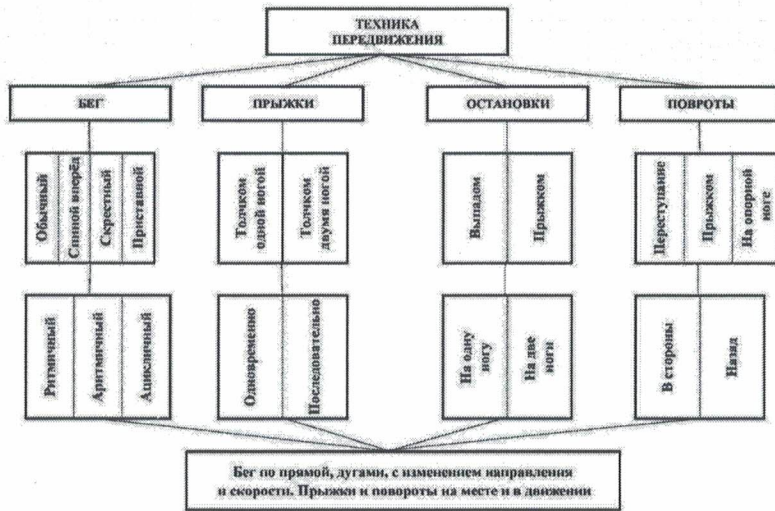 ТЕХНИКА
ПЕРЕДВИЖЕНИЯ
БЕГ
ПРЫЖКИ
ОСТАНОВКИ
ПОВРОТЫ
Обычный
Спиной вперёд
Скрестный
Приставной
Толчком
одной ногой
Толчком
двумя ногой
Выпадом
Прыжком
Переступание
Прыжком
На опорной
ноге
Ритмичный
Аритмичный
Ацикличный
Одновременно
Последовательно
На одну
ногу
На две
ноги
В стороны
Назяд
Бег по прямой, дугами, с изменением направления
и скорости. Прыжки и повороты на месте и в движении